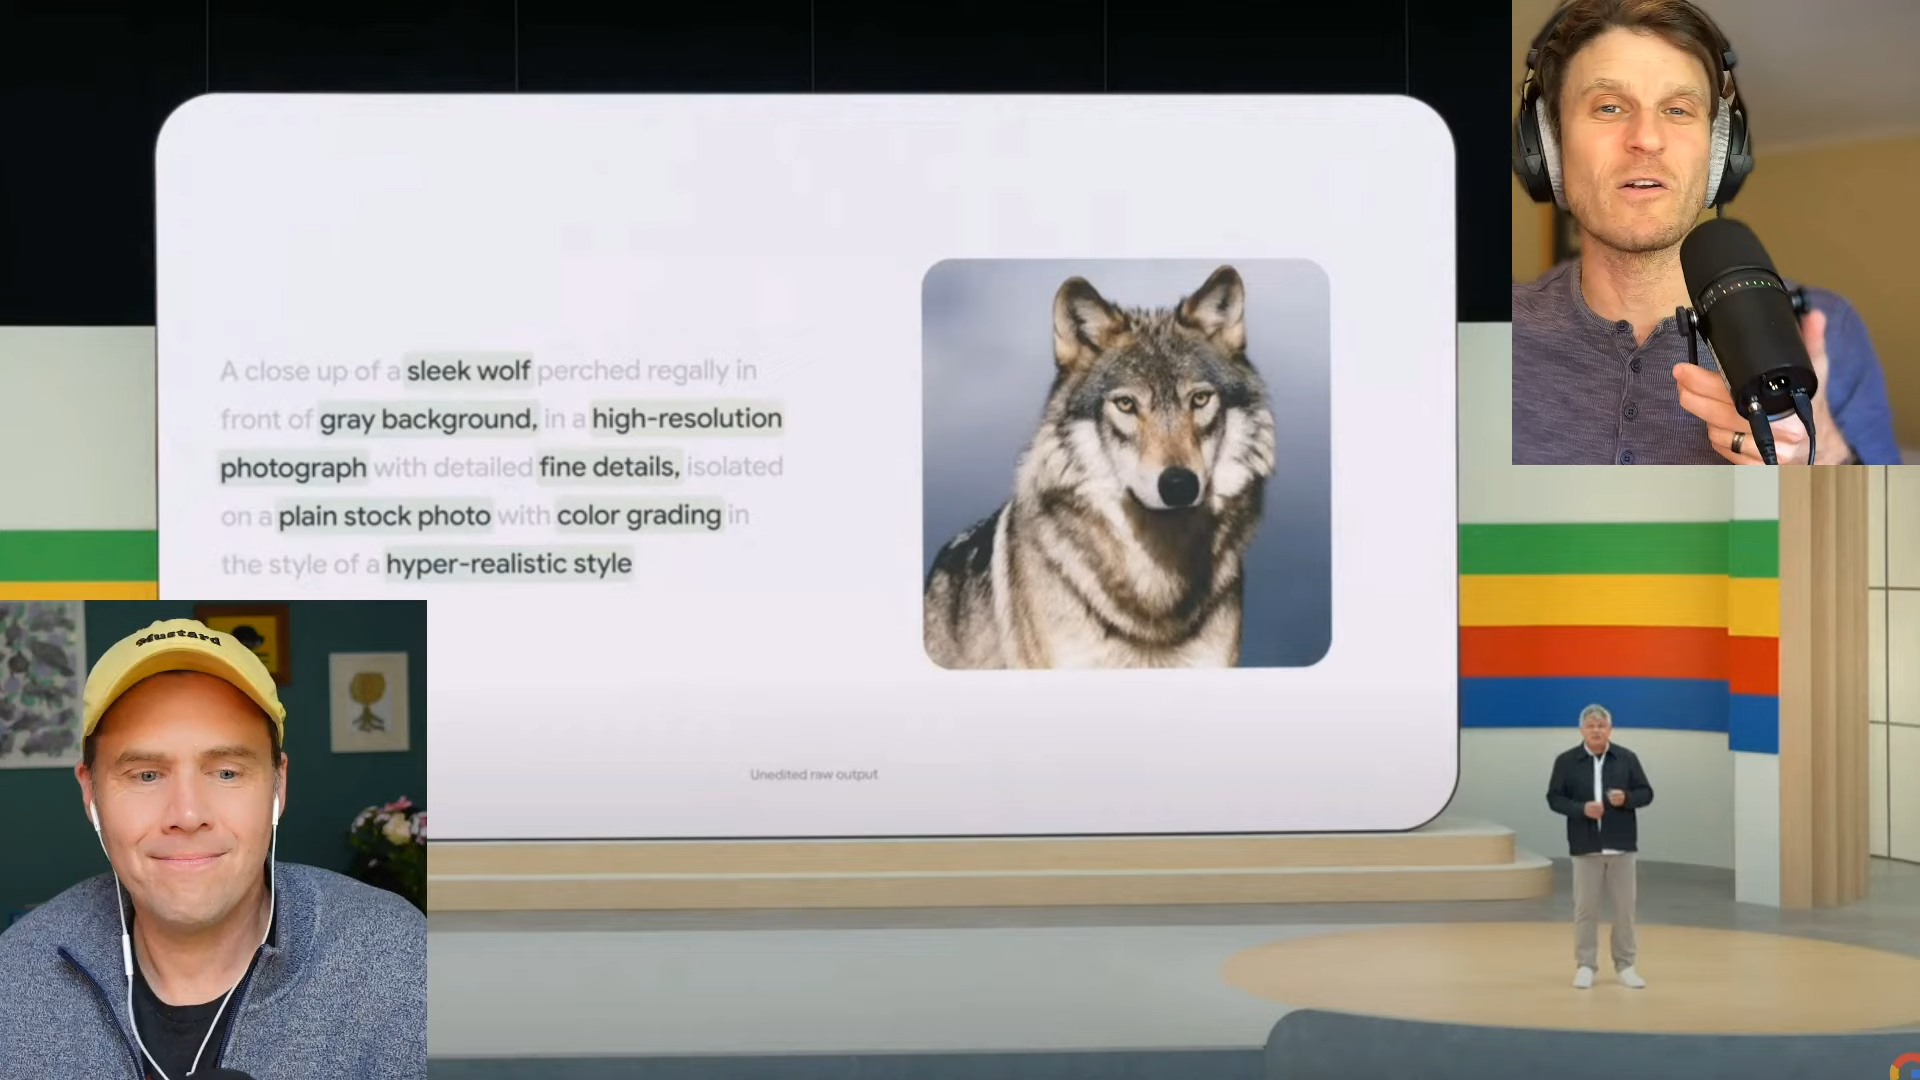 A close up of a sleek wolf perched regally in
front of gray background, in a high-resolution
photograph with detailed fine details, isolated
on a plain stock photo with color grading in
the style of a hyper-realistic style
Unedited raw output
Mustard